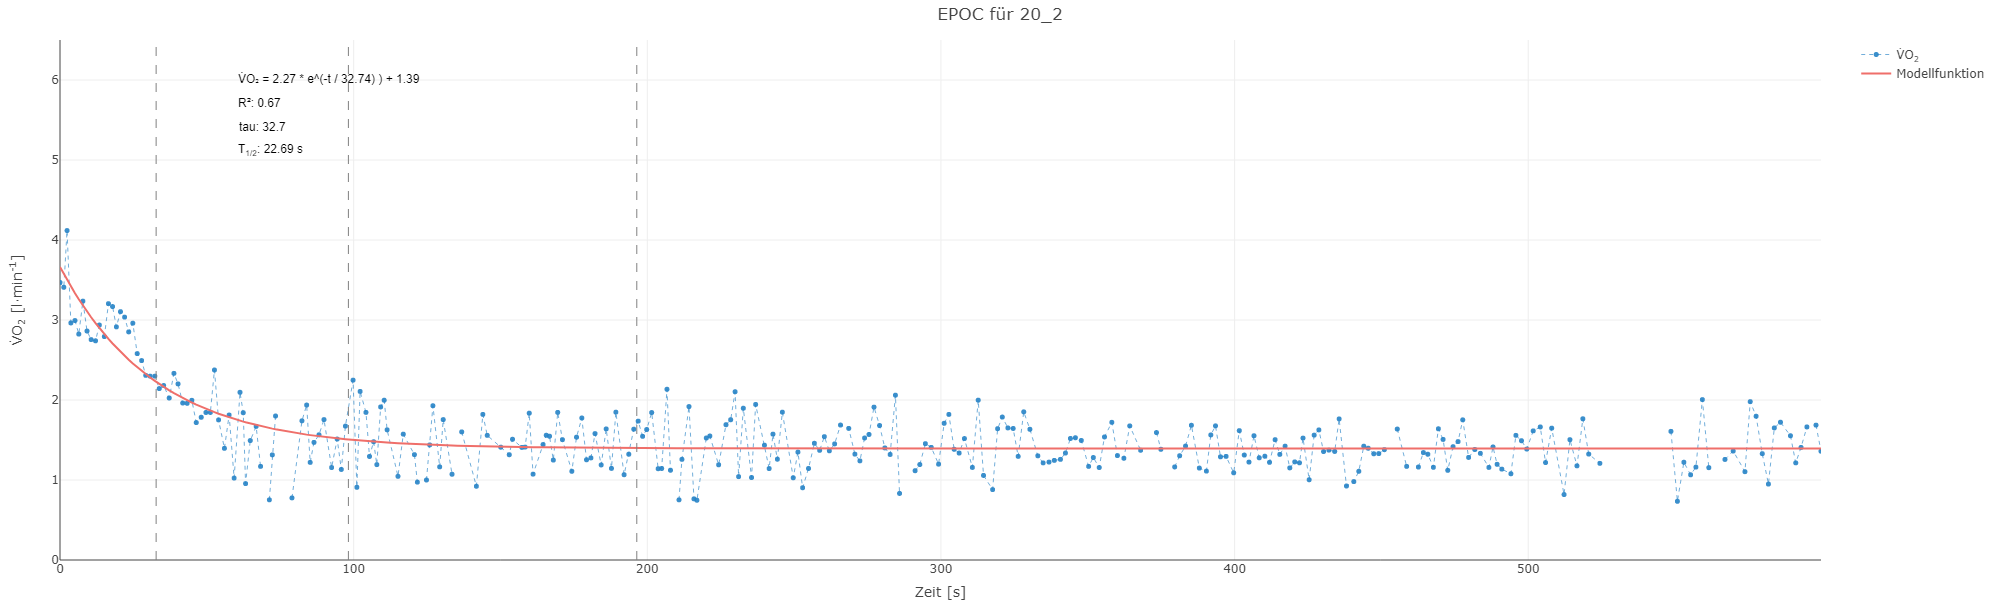 EPOC für 20_2
V̇O₂ = 2.27 * e^(-t / 32.74) ) + 1.39
R²: 0.67
tau: 32.7
T1/2: 22.69 s
V̇O₂
Modellfunktion
6
5
4
3
2
1
0
V̇O₂ [l·min⁻¹]
0
100
200
300
400
500
Zeit [s]